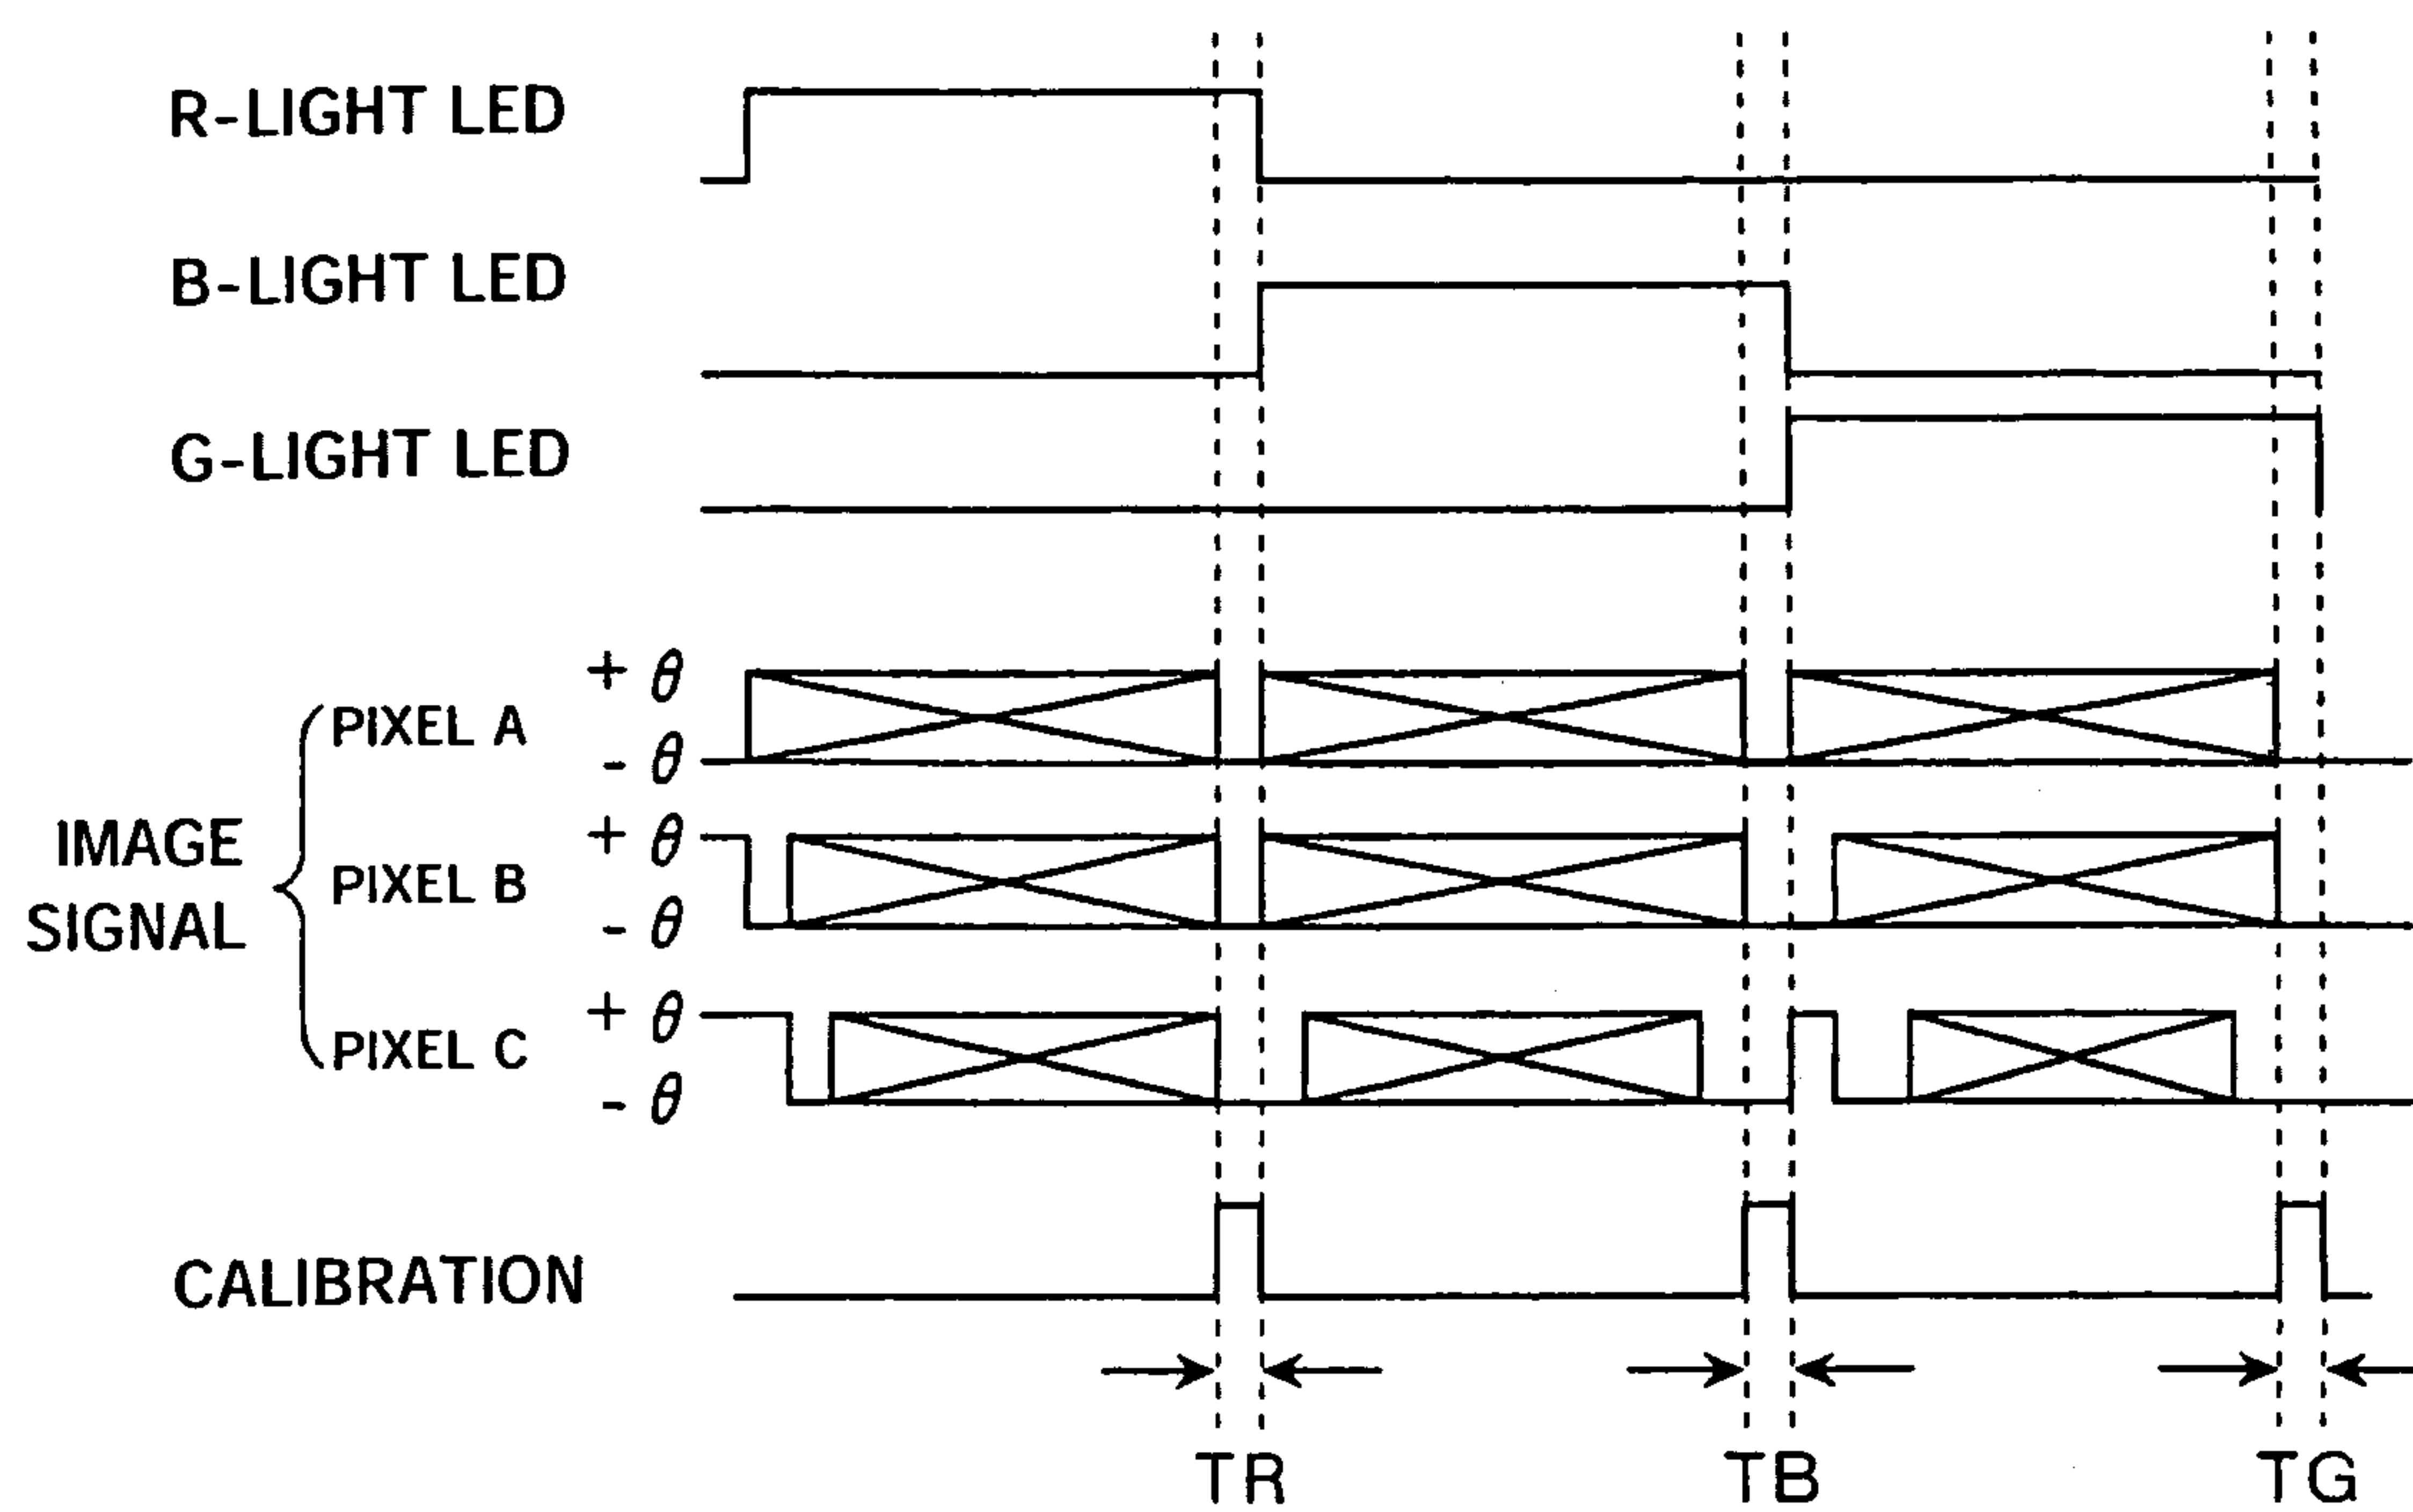 R-LIGHT LED
B-LIGHT LED
G-LIGHT LED
+ θ
PIXEL A
- θ
+ θ
IMAGE
SIGNAL
PIXEL B
- θ
+ θ
PIXEL C
- θ
CALIBRATION
TR TB TG